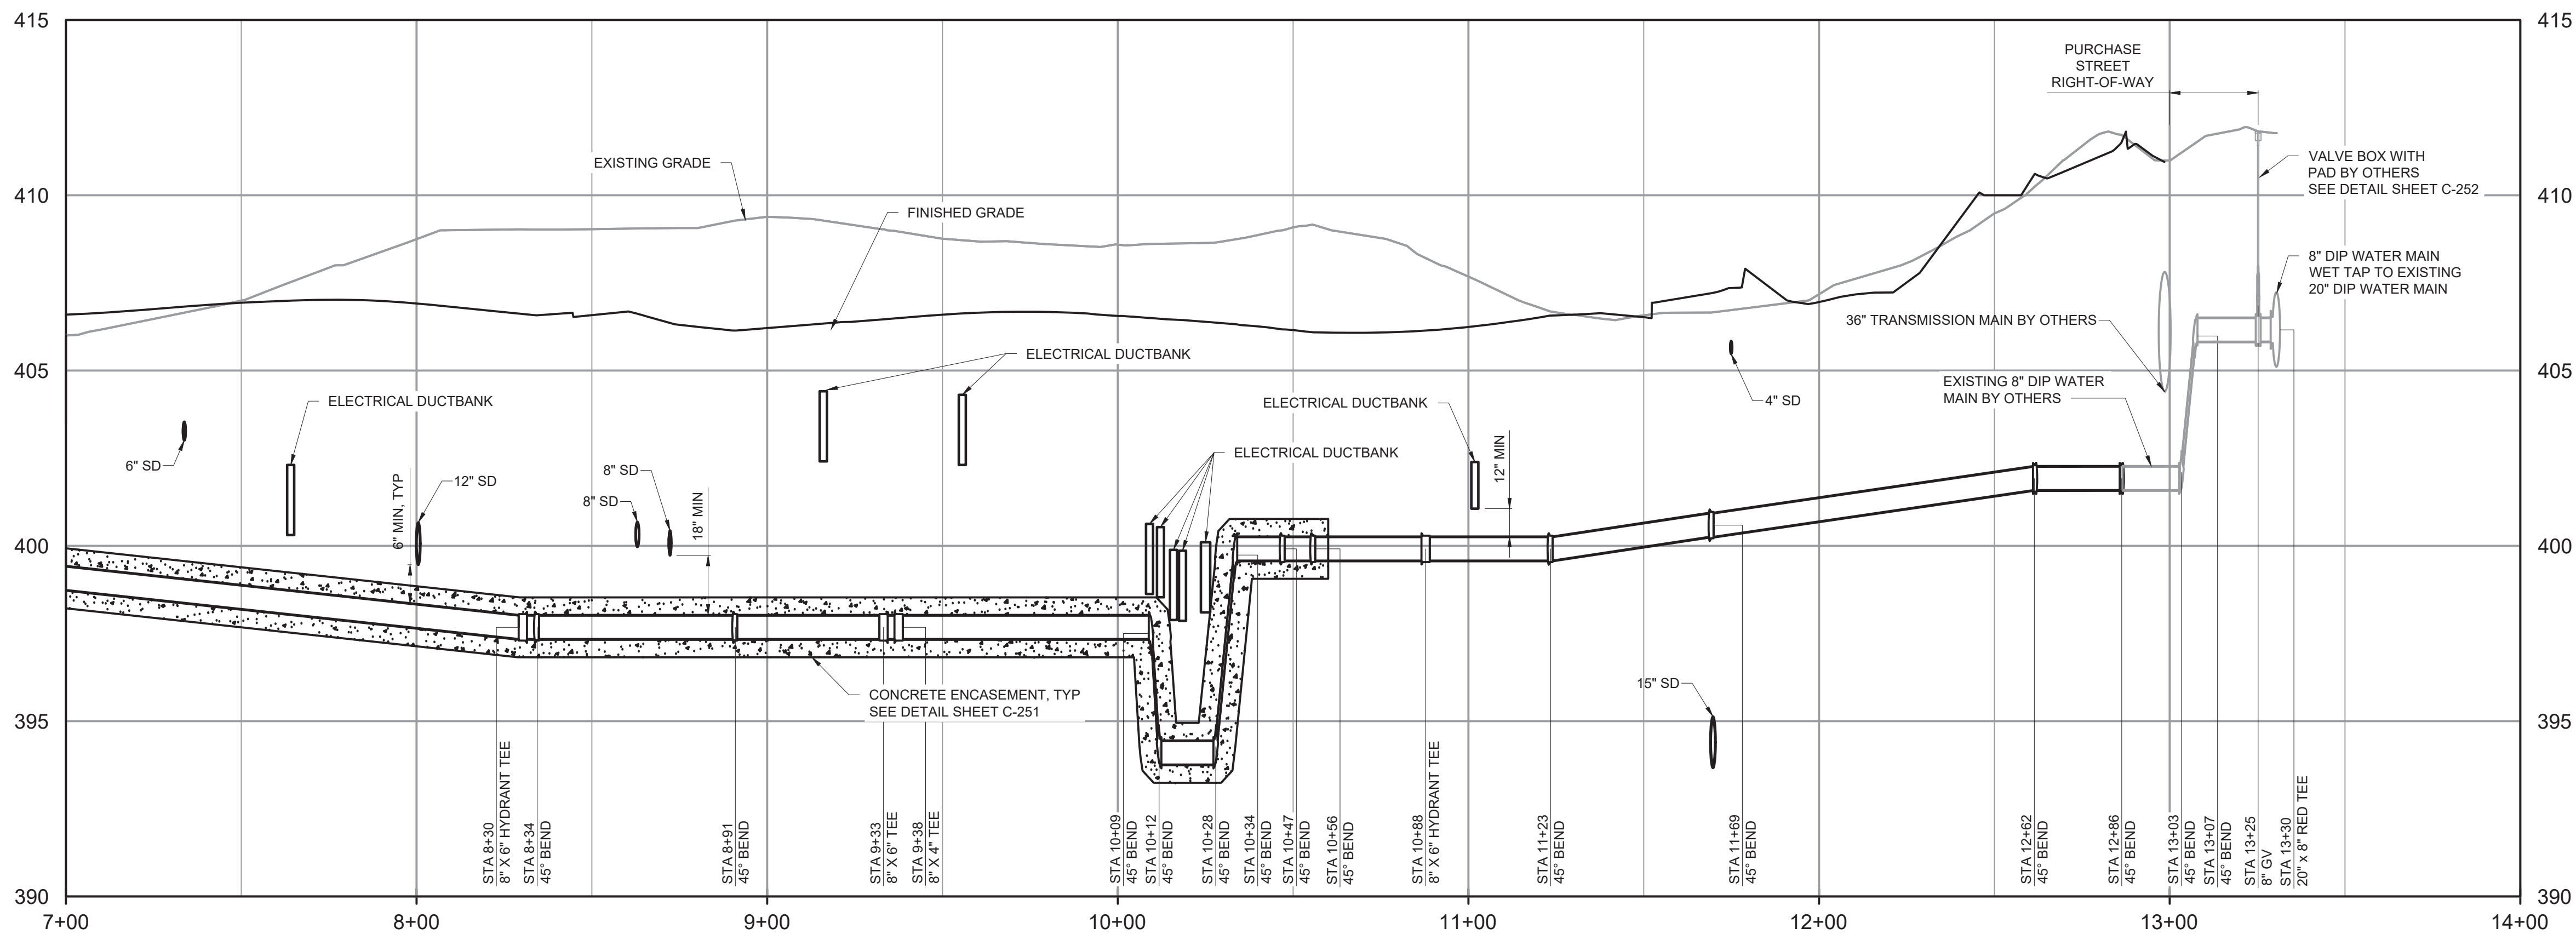 415
415
PURCHASE
STREET
RIGHT-OF-WAY
EXISTING GRADE
VALVE BOX WITH
PAD BY OTHERS
SEE DETAIL SHEET C-252
410
410
FINISHED GRADE
8" DIP WATER MAIN
WET TAP TO EXISTING
20" DIP WATER MAIN
36" TRANSMISSION MAIN BY OTHERS
ELECTRICAL DUCTBANK
405
405
EXISTING 8" DIP WATER
MAIN BY OTHERS
ELECTRICAL DUCTBANK
ELECTRICAL DUCTBANK
4" SD
12" MIN
ELECTRICAL DUCTBANK
6" SD
8" SD
12" SD
6" MIN, TYP
8" SD
18" MIN
400
400
15" SD
CONCRETE ENCASEMENT, TYP
SEE DETAIL SHEET C-251
395
395
STA 8+30
8" X 6" HYDRANT TEE
STA 8+34
45° BEND
STA 8+91
45° BEND
STA 9+33
8" X 6" TEE
STA 9+38
8" X 4" TEE
STA 10+09
45° BEND
STA 10+12
45° BEND
STA 10+28
45° BEND
STA 10+34
45° BEND
STA 10+47
45° BEND
STA 10+56
45° BEND
STA 10+88
8" X 6" HYDRANT TEE
STA 11+23
45° BEND
STA 11+69
45° BEND
STA 12+62
45° BEND
STA 12+86
45° BEND
STA 13+03
45° BEND
STA 13+07
45° BEND
STA 13+25
8" GV
STA 13+30
20" x 8" RED TEE
390
390
7+00
8+00
9+00
10+00
11+00
12+00
13+00
14+00